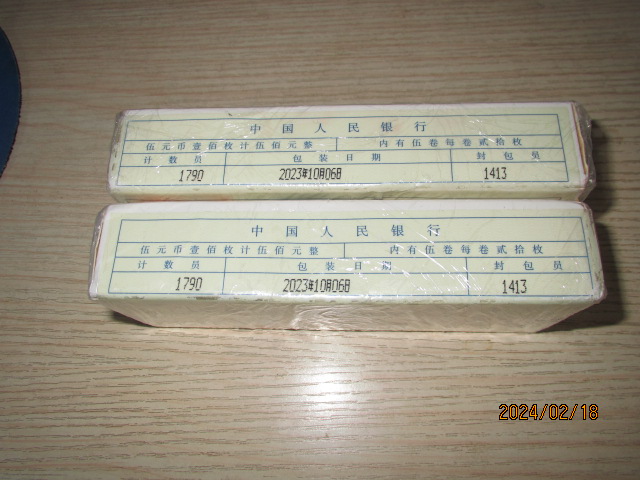 中国人民银行
伍元币壹佰枚计伍佰元整 内有伍卷每卷贰拾枚
计数员 包装日期 封包员
1790 2023年10月06日 1413
中国人民银行
伍元币壹佰枚计伍佰元整 内有伍卷每卷贰拾枚
计数员 包装日期 封包员
1790 2023年10月06日 1413
2024/02/18